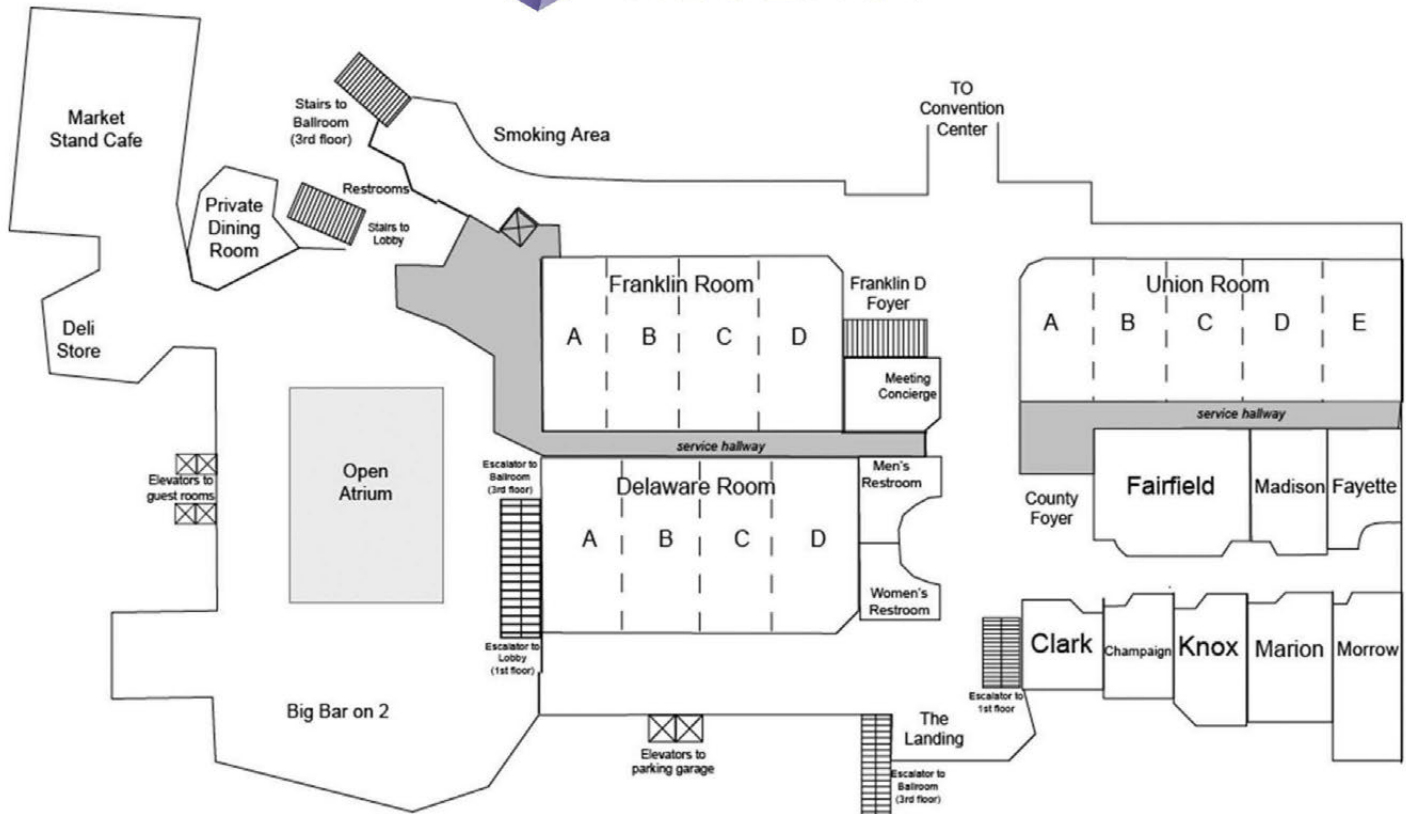 Market
Stand Cafe
Stairs to
Ballroom
(3rd floor)
Smoking Area
TO
Convention
Center
Restrooms
Private
Dining
Room
Stairs to
Lobby
Deli
Store
Franklin Room
A
B
C
D
Franklin D
Foyer
Meeting
Concierge
Union Room
A
B
C
D
E
service hallway
service hallway
Elevators to
guest rooms
Open
Atrium
Escalator to
Ballroom
(3rd floor)
Delaware Room
A
B
C
D
Men's
Restroom
Women's
Restroom
County
Foyer
Fairfield
Madison
Fayette
Escalator to
Lobby
(1st floor)
Clark
Champaign
Knox
Marion
Morrow
Escalator to
1st floor
Big Bar on 2
Elevators to
parking garage
The
Landing
Escalator to
Ballroom
(3rd floor)